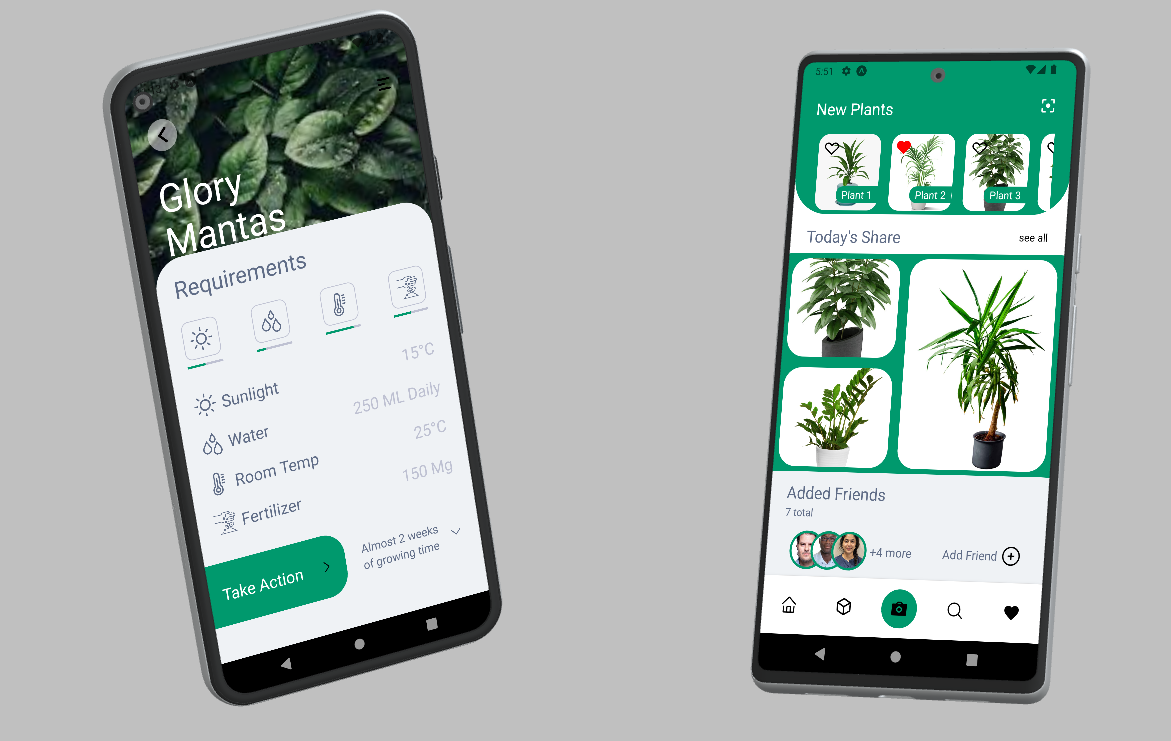 Glory
Mantas
Requirements
Sunlight
15°C
Water
250 ML Daily
Room Temp
25°C
Fertilizer
150 Mg
Take Action
Almost 2 weeks
of growing time
5:51
New Plants
Plant 1
Plant 2
Plant 3
Today's Share
see all
Added Friends
7 total
+4 more
Add Friend